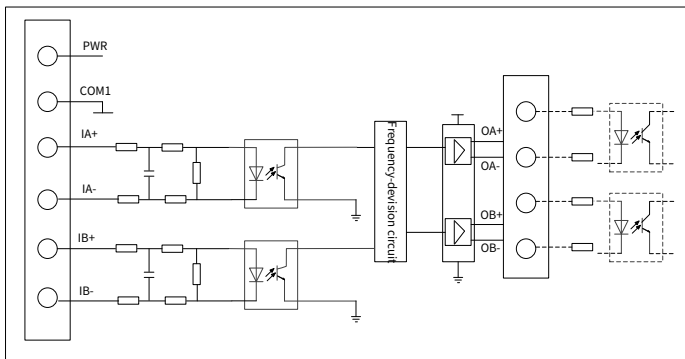 PWR
COM1
IA+
IA-
IB+
IB-
Frequency-devision circuit
OA+
OA-
OB+
OB-